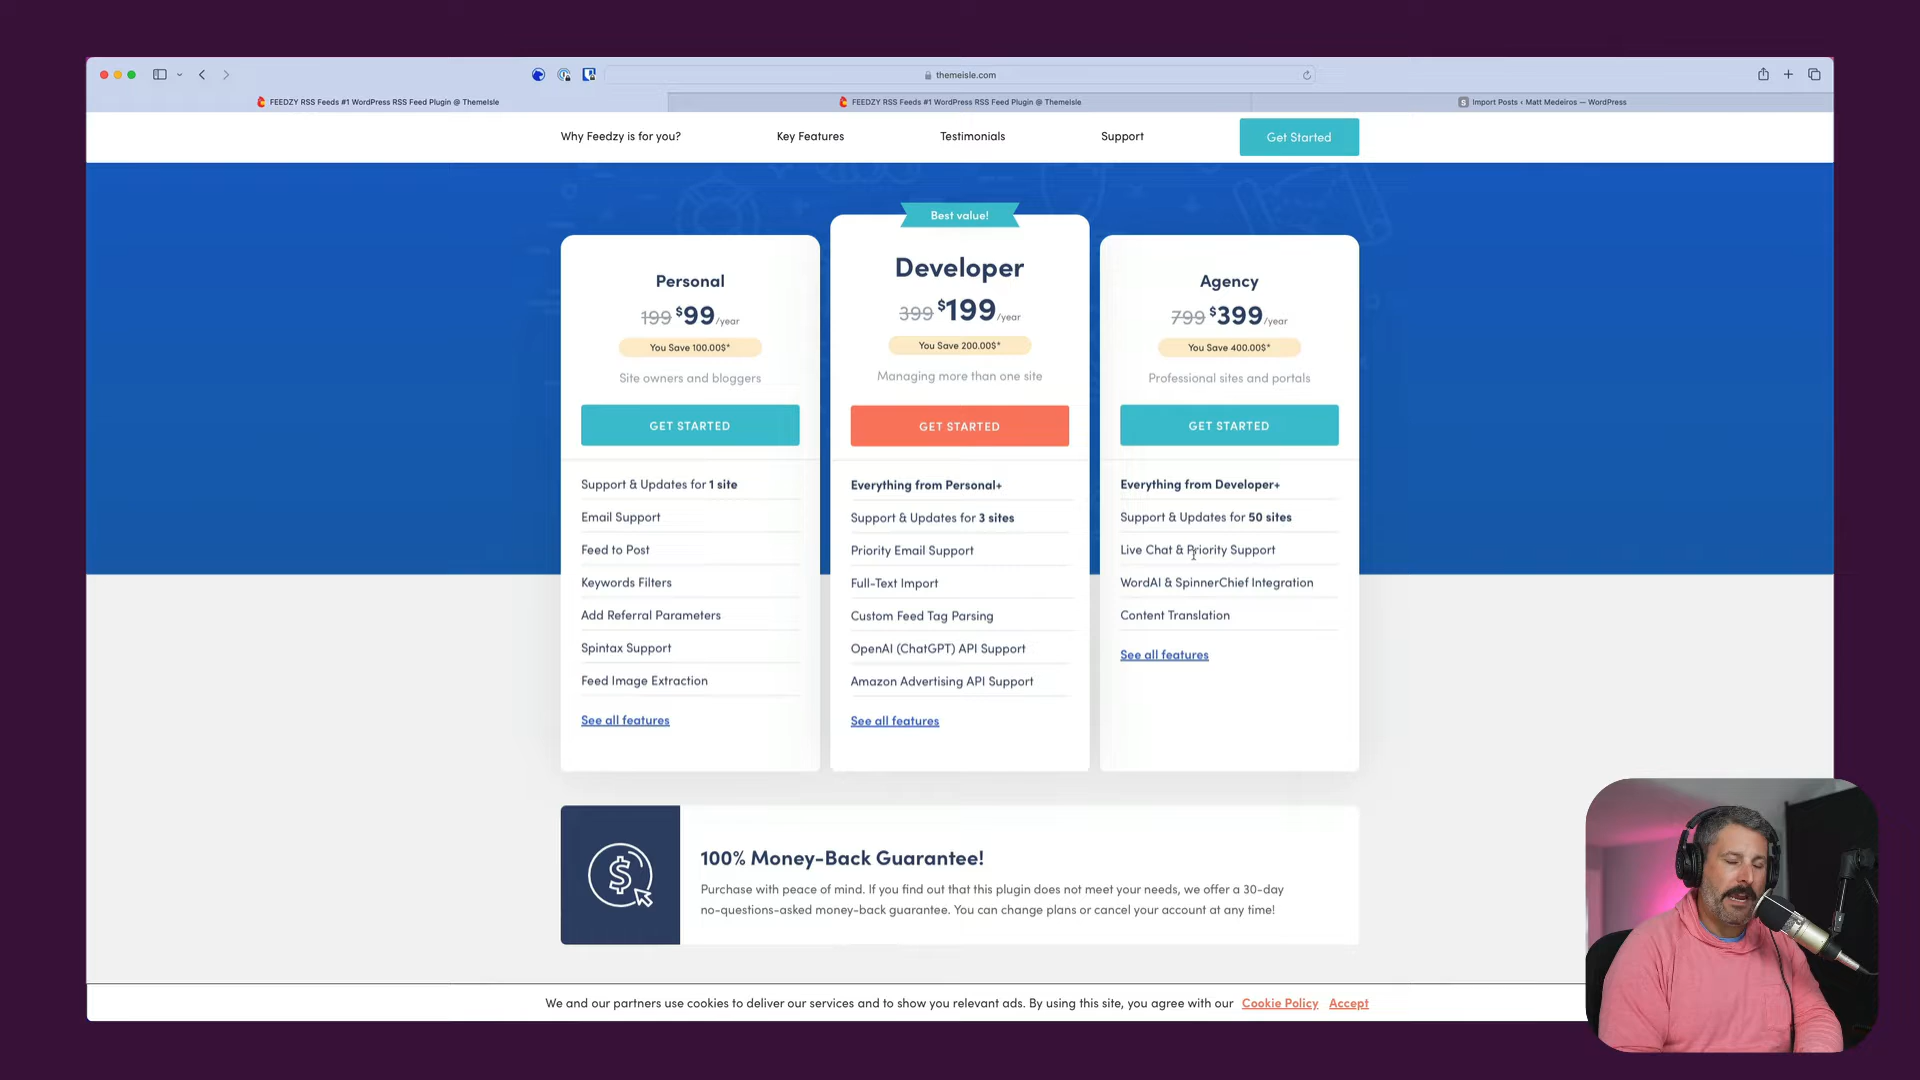 themeisle.com
FEEDZY RSS Feeds #1 WordPress RSS Feed Plugin @ ThemeIsle
FEEDZY RSS Feeds #1 WordPress RSS Feed Plugin @ ThemeIsle
S Import Posts ‹ Matt Medeiros — WordPress
Why Feedzy is for you?
Key Features
Testimonials
Support
Get Started
Personal
199 $99/year
You Save 100.00$*
Site owners and bloggers
GET STARTED
Support & Updates for 1 site
Email Support
Feed to Post
Keywords Filters
Add Referral Parameters
Spintax Support
Feed Image Extraction
See all features
Best value!
Developer
399 $199/year
You Save 200.00$*
Managing more than one site
GET STARTED
Everything from Personal+
Support & Updates for 3 sites
Priority Email Support
Full-Text Import
Custom Feed Tag Parsing
OpenAI (ChatGPT) API Support
Amazon Advertising API Support
See all features
Agency
799 $399/year
You Save 400.00$*
Professional sites and portals
GET STARTED
Everything from Developer+
Support & Updates for 50 sites
Live Chat & Priority Support
WordAI & SpinnerChief Integration
Content Translation
See all features
$
100% Money-Back Guarantee!
Purchase with peace of mind. If you find out that this plugin does not meet your needs, we offer a 30-day
no-questions-asked money-back guarantee. You can change plans or cancel your account at any time!
We and our partners use cookies to deliver our services and to show you relevant ads. By using this site, you agree with our Cookie Policy Accept